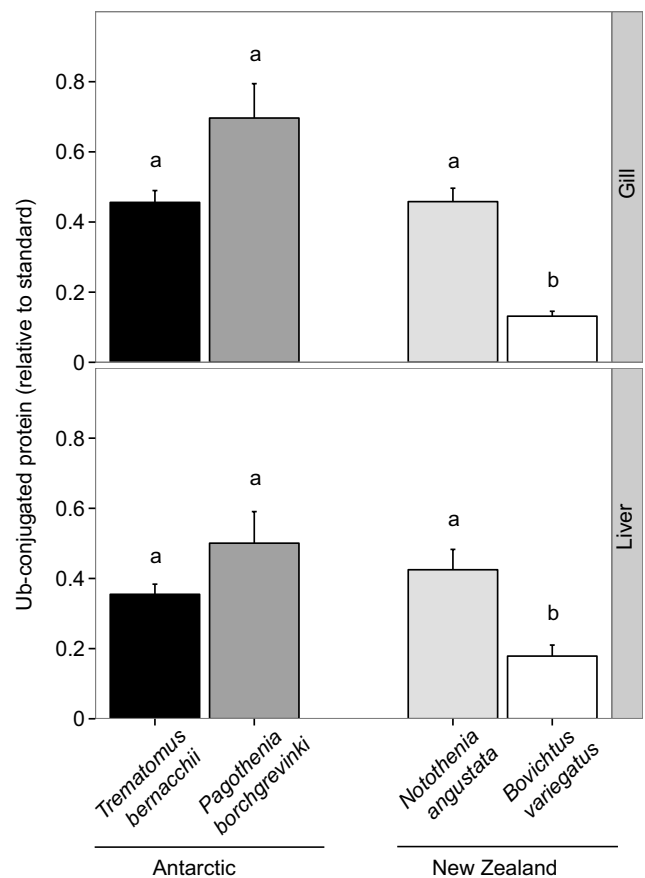 Ub-conjugated protein (relative to standard)
0.8
0.6
0.4
0.2
0
a
a
a
b
Gill
0.8
0.6
0.4
0.2
0
a
a
a
b
Liver
Trematomus
bernacchii
Pagothenia
borchgrevinki
Notothenia
angustata
Bovichtus
variegatus
Antarctic
New Zealand